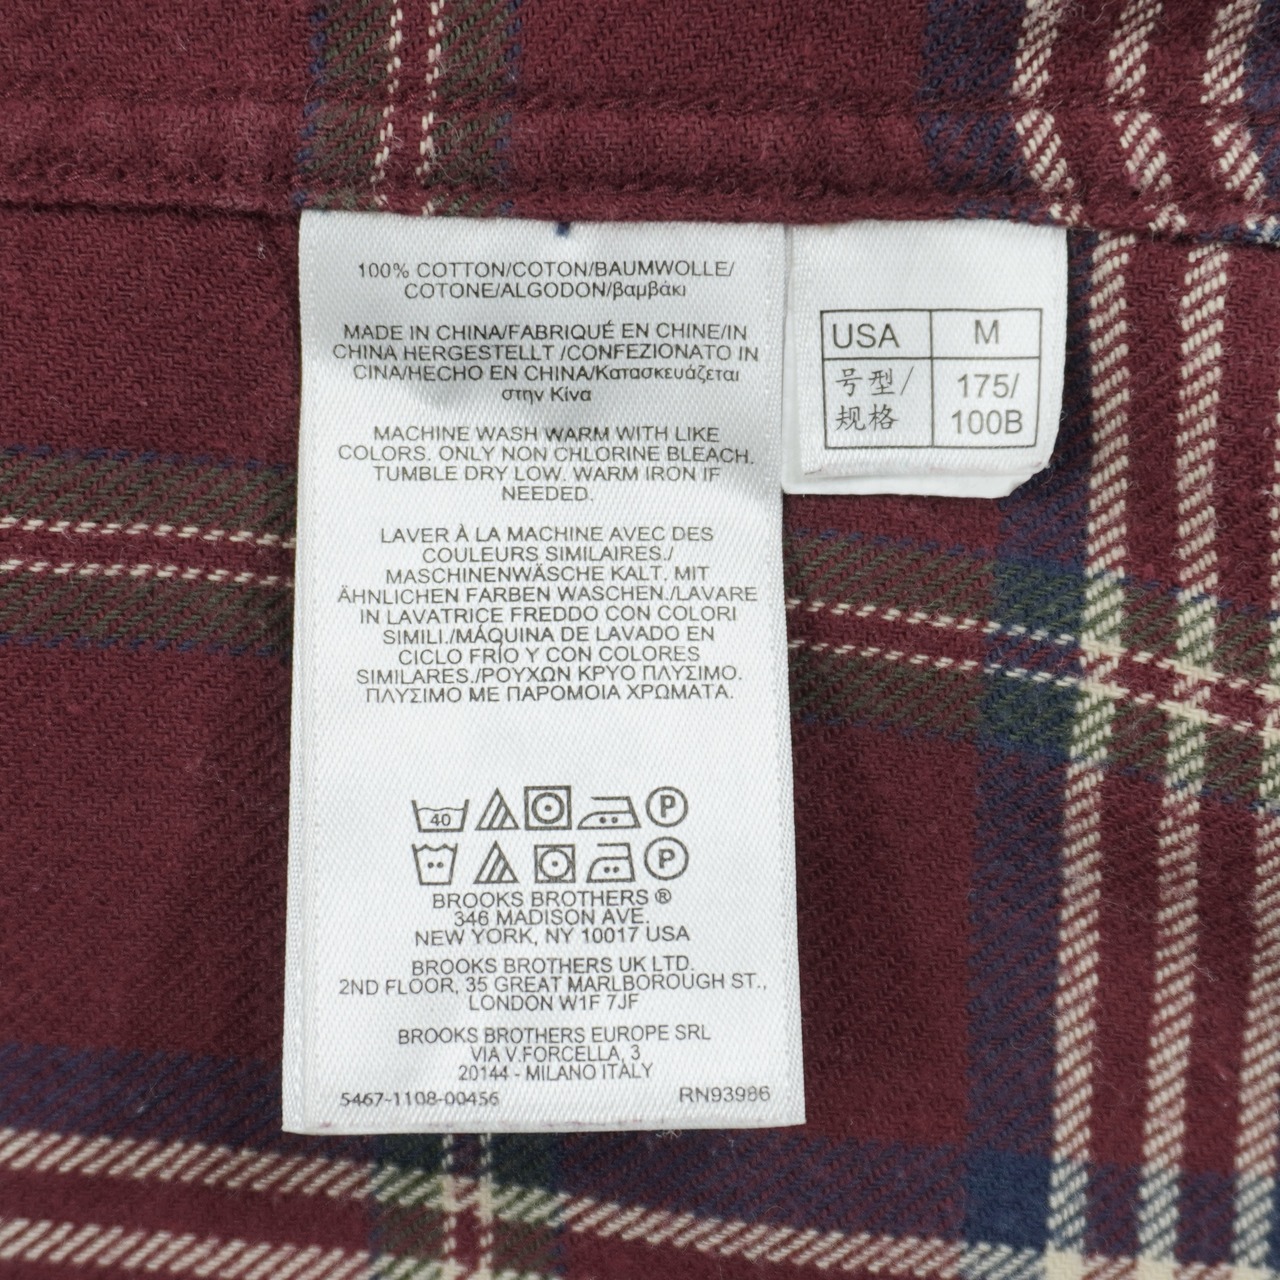 100% COTTON/COTON/BAUMWOLLE/
COTONE/ALGODON/βαμβάκι
MADE IN CHINA/FABRIQUÉ EN CHINE/IN
CHINA HERGESTELLT /CONFEZIONATO IN
CINA/HECHO EN CHINA/Κατασκευάζεται
στην Κίνα
MACHINE WASH WARM WITH LIKE
COLORS. ONLY NON CHLORINE BLEACH.
TUMBLE DRY LOW. WARM IRON IF
NEEDED.
LAVER À LA MACHINE AVEC DES
COULEURS SIMILAIRES./
MASCHINENWÄSCHE KALT. MIT
ÄHNLICHEN FARBEN WASCHEN./LAVARE
IN LAVATRICE FREDDO CON COLORI
SIMILI./MÁQUINA DE LAVADO EN
CICLO FRÍO Y CON COLORES
SIMILARES./ΡΟΥΧΩΝ ΚΡΥΟ ΠΛΥΣΙΜΟ.
ΠΛΥΣΙΜΟ ΜΕ ΠΑΡΟΜΟΙΑ ΧΡΩΜΑΤΑ.
40 P
P
BROOKS BROTHERS ®
346 MADISON AVE.
NEW YORK, NY 10017 USA
BROOKS BROTHERS UK LTD.
2ND FLOOR, 35 GREAT MARLBOROUGH ST.,
LONDON W1F 7JF
BROOKS BROTHERS EUROPE SRL
VIA V.FORCELLA, 3
20144 - MILANO ITALY
5467-1108-00456 RN93986
USA M
号型/ 175/
规格 100B